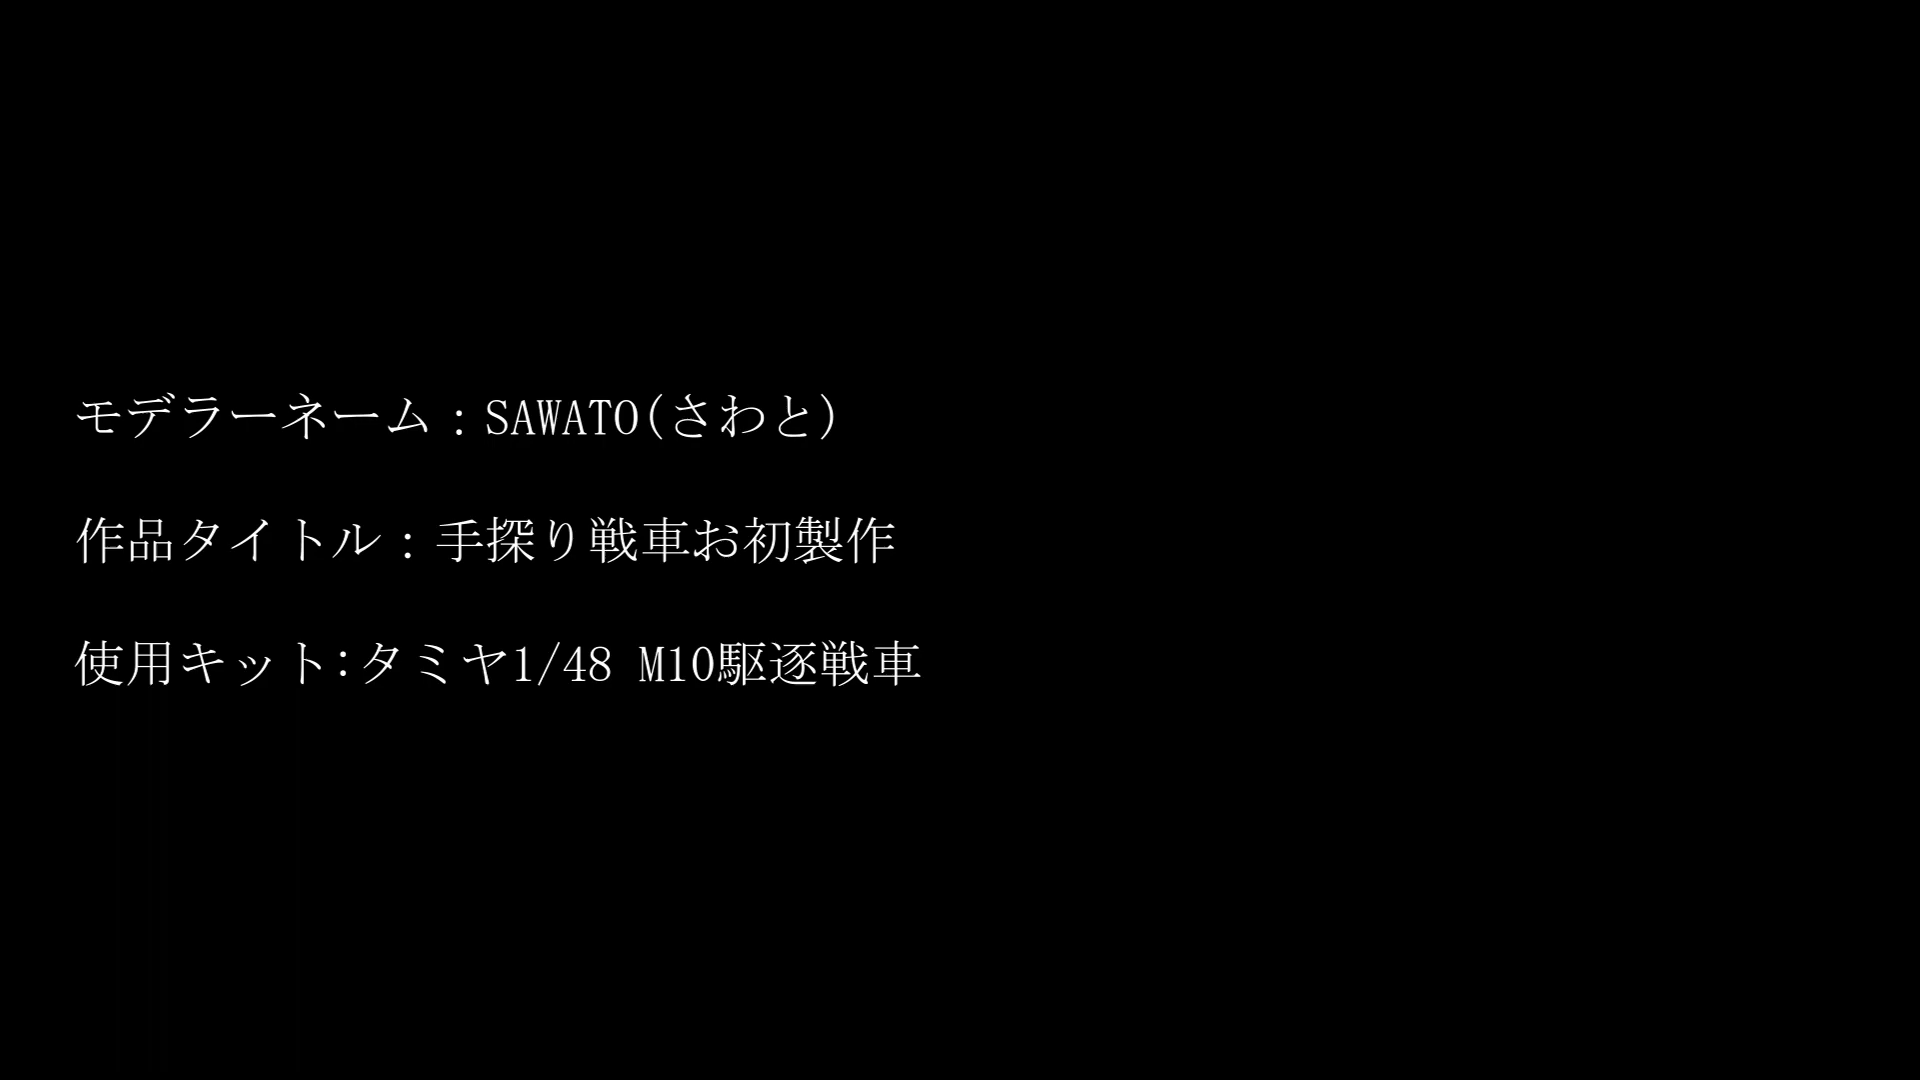 モデラーネーム：SAWATO(さわと)
作品タイトル：手探り戦車お初製作
使用キット:タミヤ1/48 M10駆逐戦車